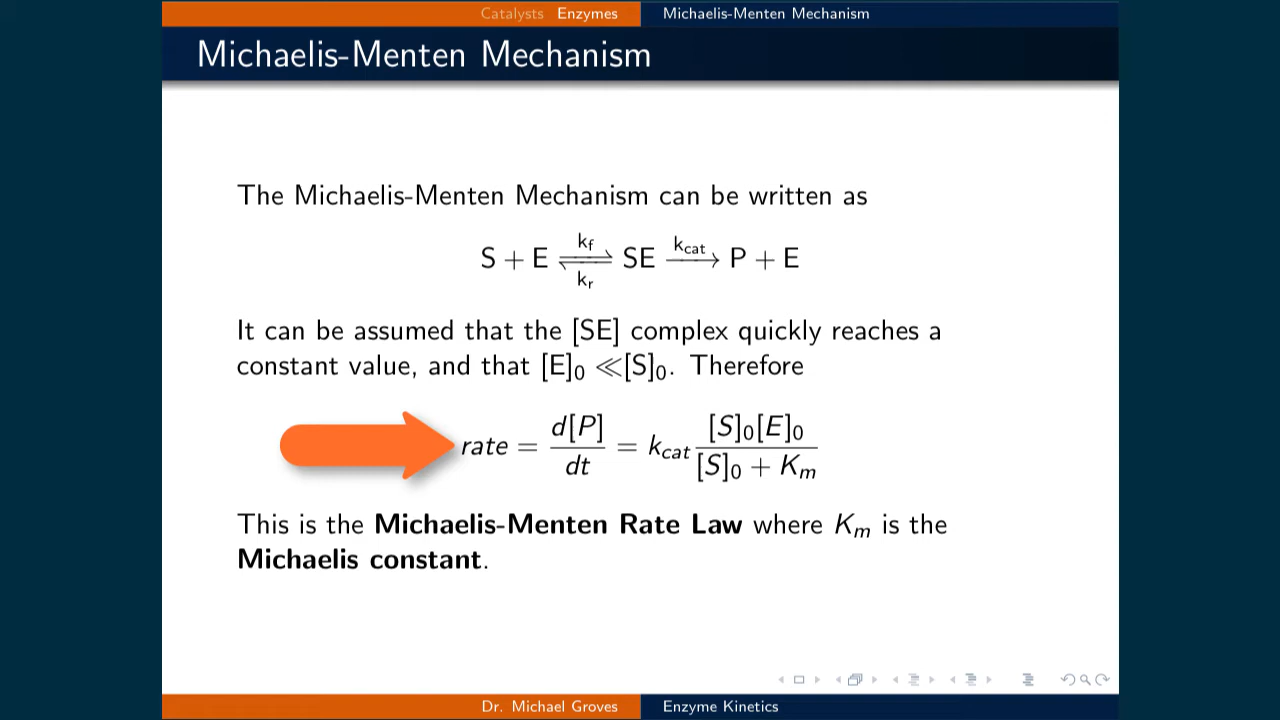 Catalysts Enzymes Michaelis-Menten Mechanism
Michaelis-Menten Mechanism
The Michaelis-Menten Mechanism can be written as
S + E ⇌ SE → P + E
k_f k_cat
k_r
It can be assumed that the [SE] complex quickly reaches a
constant value, and that [E]₀ ≪[S]₀. Therefore
rate = d[P]/dt = k_cat [S]₀[E]₀/([S]₀ + K_m)
This is the Michaelis-Menten Rate Law where K_m is the
Michaelis constant.
Dr. Michael Groves Enzyme Kinetics